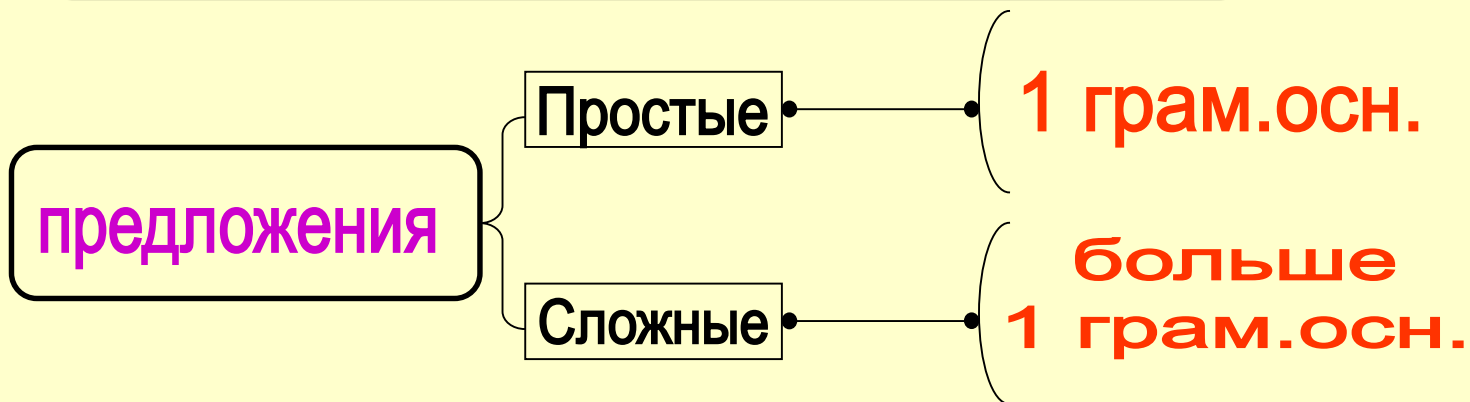 предложения
Простые
1 грам.осн.
Сложные
больше
1 грам.осн.